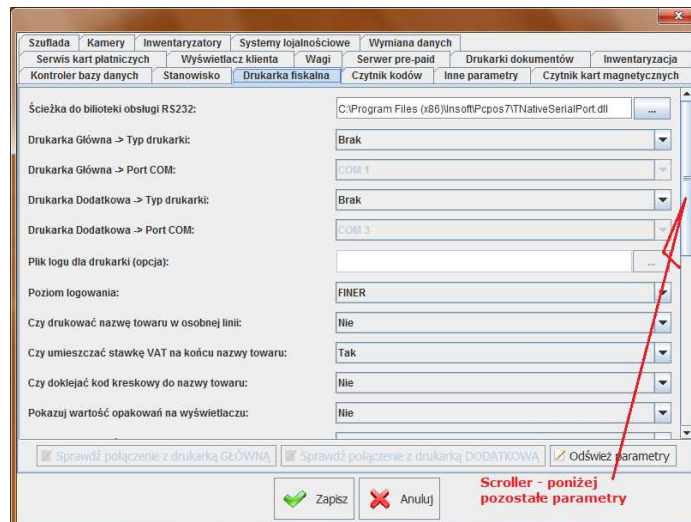 x
Szuflada Kamery Inwentaryzatory Systemy lojalnościowe Wymiana danych
Serwis kart płatniczych Wyświetlacz klienta Wagi Serwer pre-paid Drukarki dokumentów Inwentaryzacja
Kontroler bazy danych Stanowisko Drukarka fiskalna Czytnik kodów Inne parametry Czytnik kart magnetycznych
Ścieżka do bilioteki obsługi RS232: C:\Program Files (x86)\Insoft\Pcpos7\TNativeSerialPort.dll ...
Drukarka Główna -> Typ drukarki: Brak
Drukarka Główna -> Port COM: COM 1
Drukarka Dodatkowa -> Typ drukarki: Brak
Drukarka Dodatkowa -> Port COM: COM 3
Plik logu dla drukarki (opcja): ...
Poziom logowania: FINER
Czy drukować nazwę towaru w osobnej linii: Nie
Czy umieszczać stawkę VAT na końcu nazwy towaru: Tak
Czy doklejać kod kreskowy do nazwy towaru: Nie
Pokazuj wartość opakowań na wyświetlaczu: Nie
Sprawdź połączenie z drukarką GŁÓWNĄ Sprawdź połączenie z drukarką DODATKOWĄ Odśwież parametry
Scroller - poniżej
pozostałe parametry
Zapisz Anuluj